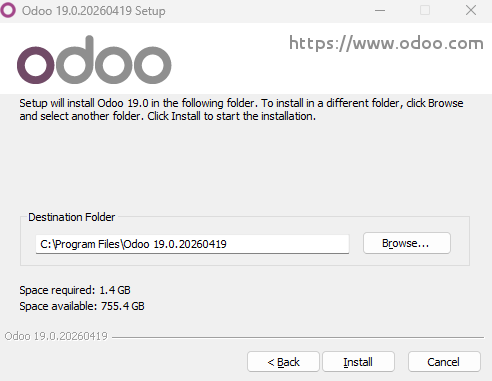 Odoo 19.0.20260419 Setup
odoo
https://www.odoo.com
Setup will install Odoo 19.0 in the following folder. To install in a different folder, click Browse
and select another folder. Click Install to start the installation.
Destination Folder
C:\Program Files\Odoo 19.0.20260419
Browse...
Space required: 1.4 GB
Space available: 755.4 GB
Odoo 19.0.20260419
< Back
Install
Cancel